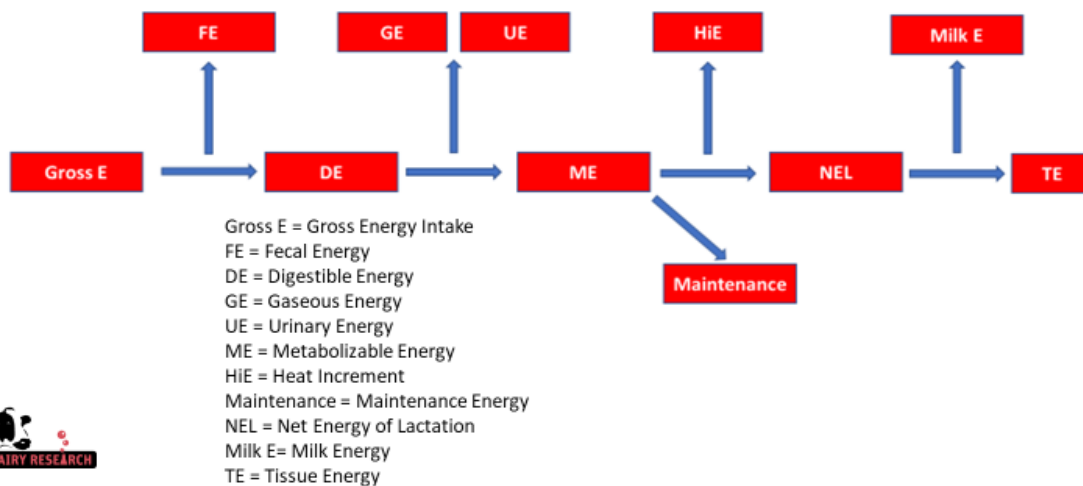 FE
GE
UE
HiE
Milk E
Gross E
DE
ME
NEL
TE
Maintenance
Gross E = Gross Energy Intake
FE = Fecal Energy
DE = Digestible Energy
GE = Gaseous Energy
UE = Urinary Energy
ME = Metabolizable Energy
HiE = Heat Increment
Maintenance = Maintenance Energy
NEL = Net Energy of Lactation
Milk E= Milk Energy
TE = Tissue Energy
RESEARCH